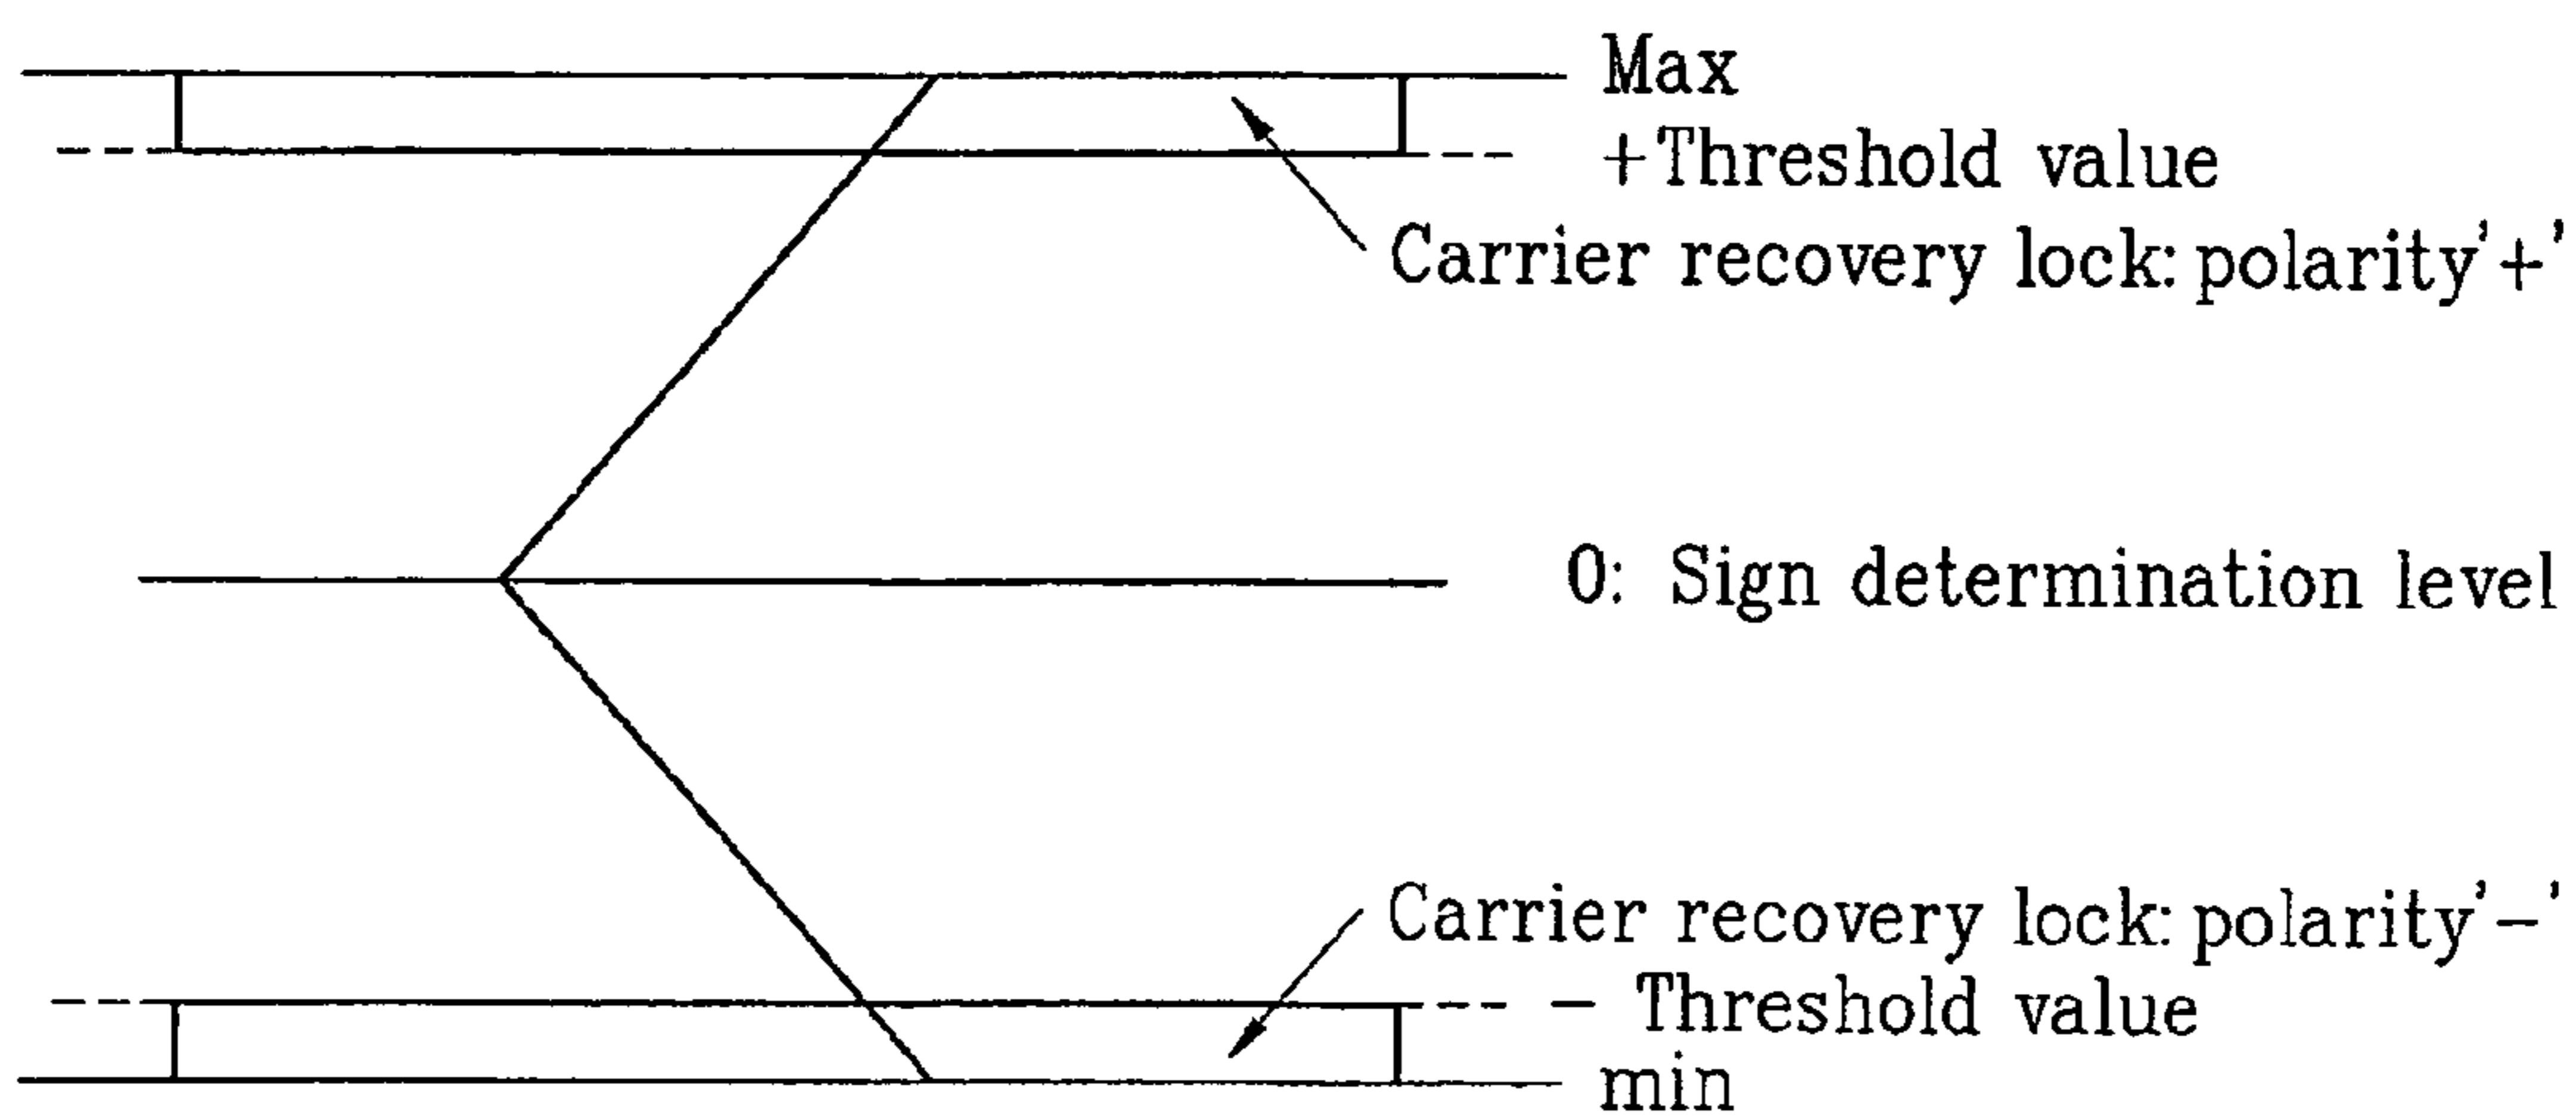 Max
+Threshold value
Carrier recovery lock: polarity'+'
0: Sign determination level
Carrier recovery lock: polarity'-'
- Threshold value
min